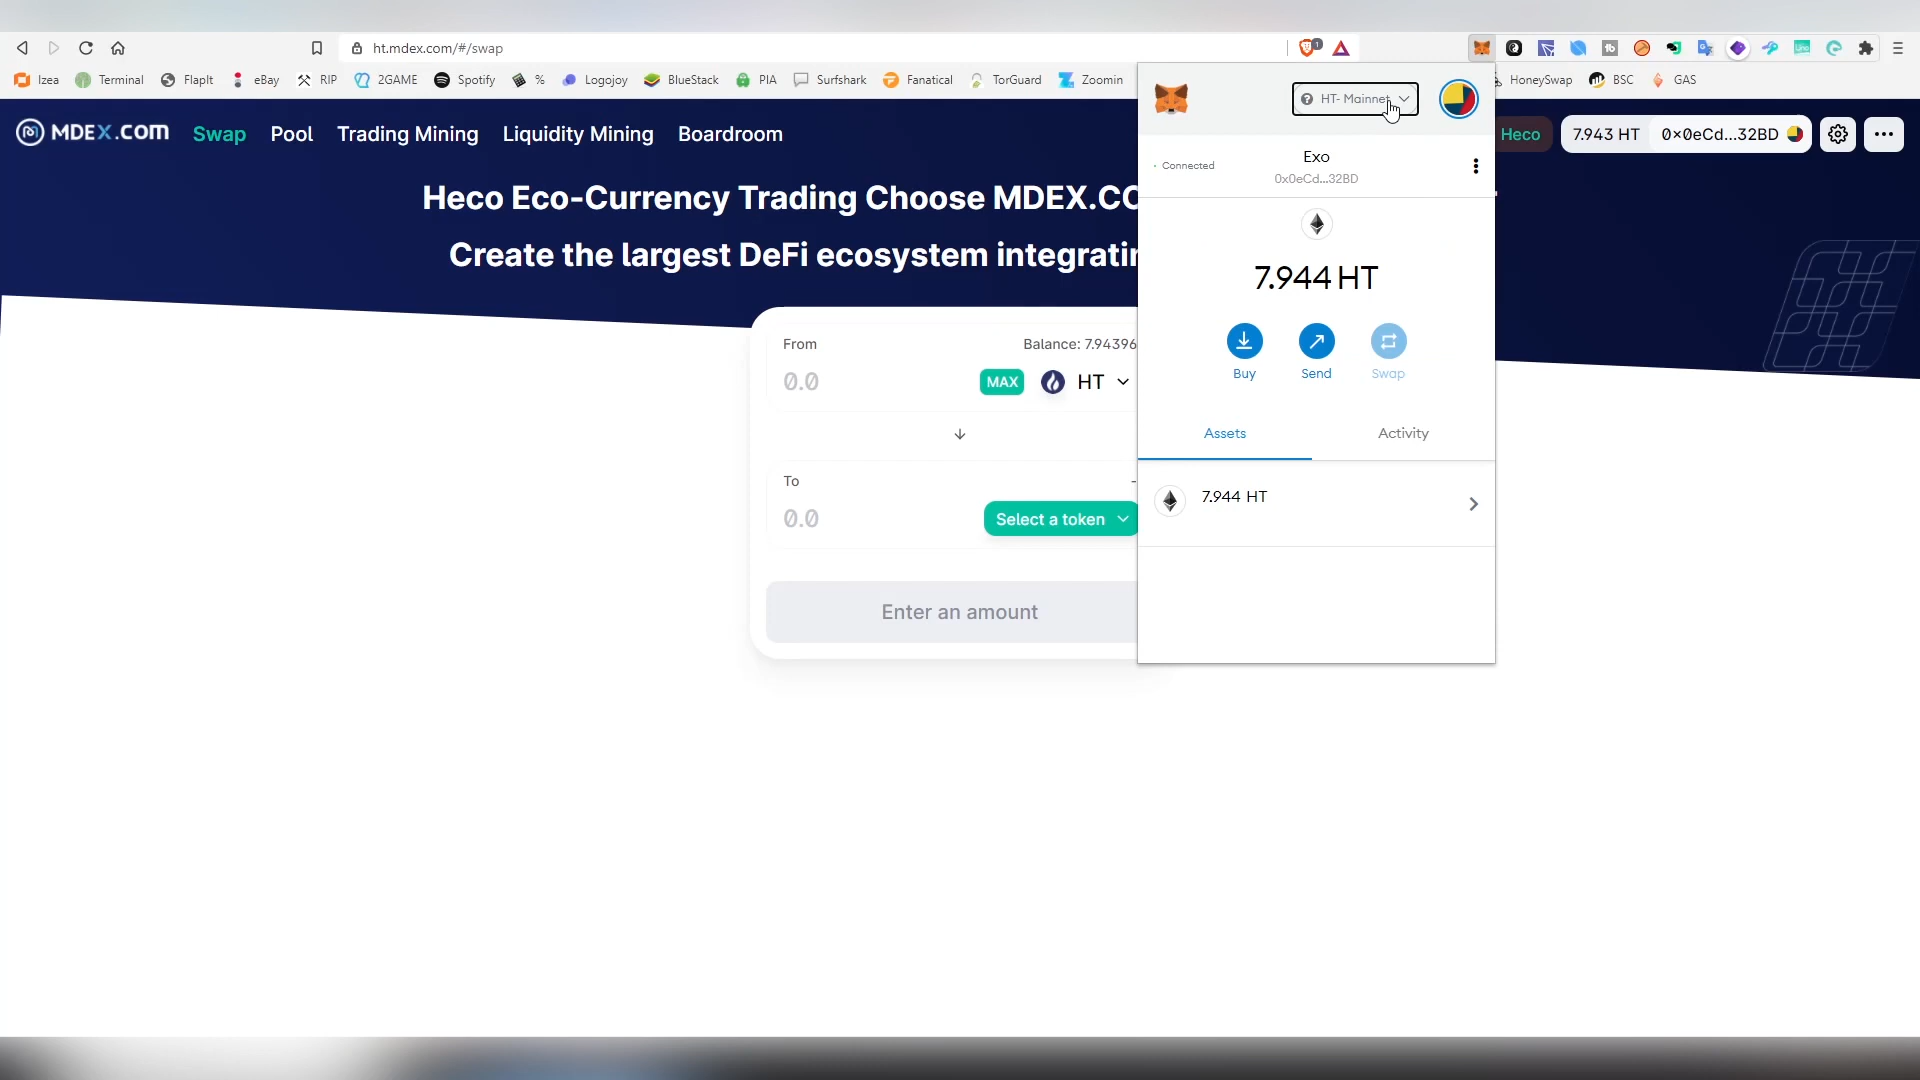 ht.mdex.com/#/swap
1
Izea
Terminal
FlapIt
eBay
RIP
2GAME
Spotify
%
Logojoy
BlueStack
PIA
Surfshark
Fanatical
TorGuard
Zoomin
HoneySwap
BSC
GAS
MDEX.COM
Swap
Pool
Trading Mining
Liquidity Mining
Boardroom
Heco
7.943 HT
0x0eCd...32BD
Heco Eco-Currency Trading Choose MDEX.CO
Create the largest DeFi ecosystem integratin
From
Balance: 7.94396
0.0
MAX
HT
To
-
0.0
Select a token
Enter an amount
HT- Mainnet
Connected
Exo
0x0eCd...32BD
7.944 HT
Buy
Send
Swap
Assets
Activity
7.944 HT